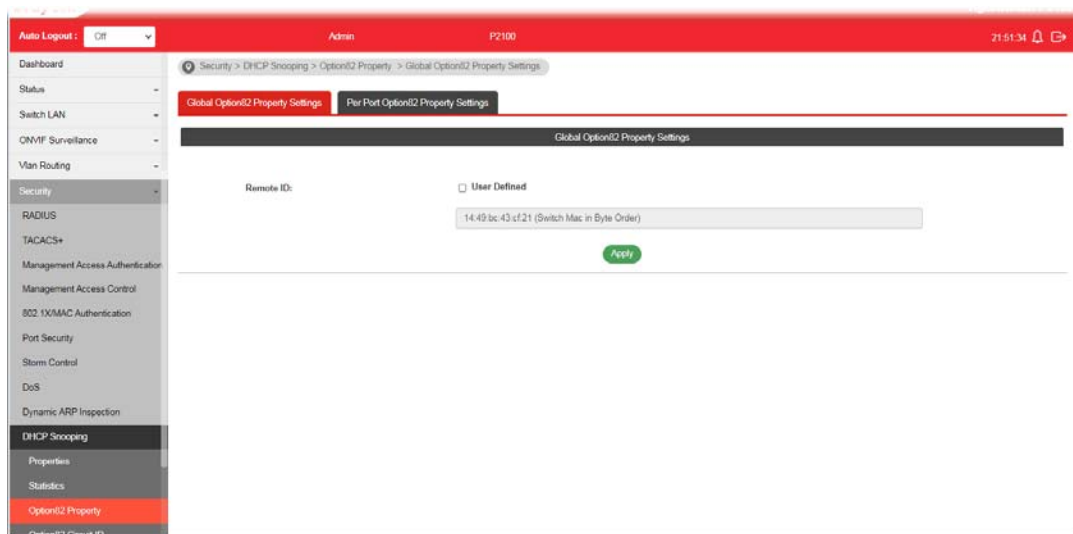 Auto Logout : Off Admin P2100 21:51:34
Dashboard
Security > DHCP Snooping > Option82 Property > Global Option82 Property Settings
Status
Global Option82 Property Settings Per Port Option82 Property Settings
Switch LAN
ONVIF Surveillance
Global Option82 Property Settings
Vlan Routing
Security
Remote ID: User Defined
RADIUS
14:49:bc:43:cf:21 (Switch Mac in Byte Order)
TACACS+
Apply
Management Access Authentication
Management Access Control
802.1X/MAC Authentication
Port Security
Storm Control
DoS
Dynamic ARP Inspection
DHCP Snooping
Properties
Statistics
Option82 Property
Option82 Circuit ID